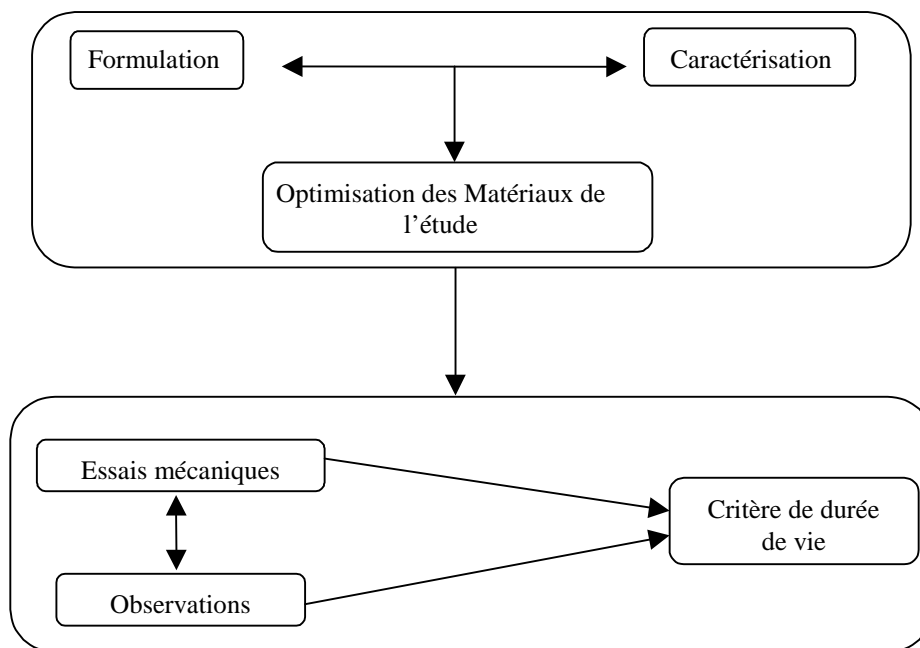 Formulation
Caractérisation
Optimisation des Matériaux de
l’étude
Essais mécaniques
Critère de durée
de vie
Observations